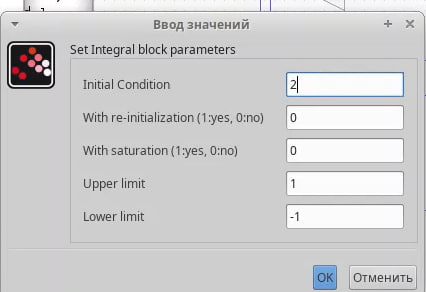 Ввод значений
Set Integral block parameters
Initial Condition 2
With re-initialization (1:yes, 0:no) 0
With saturation (1:yes, 0:no) 0
Upper limit 1
Lower limit -1
OK Отменить